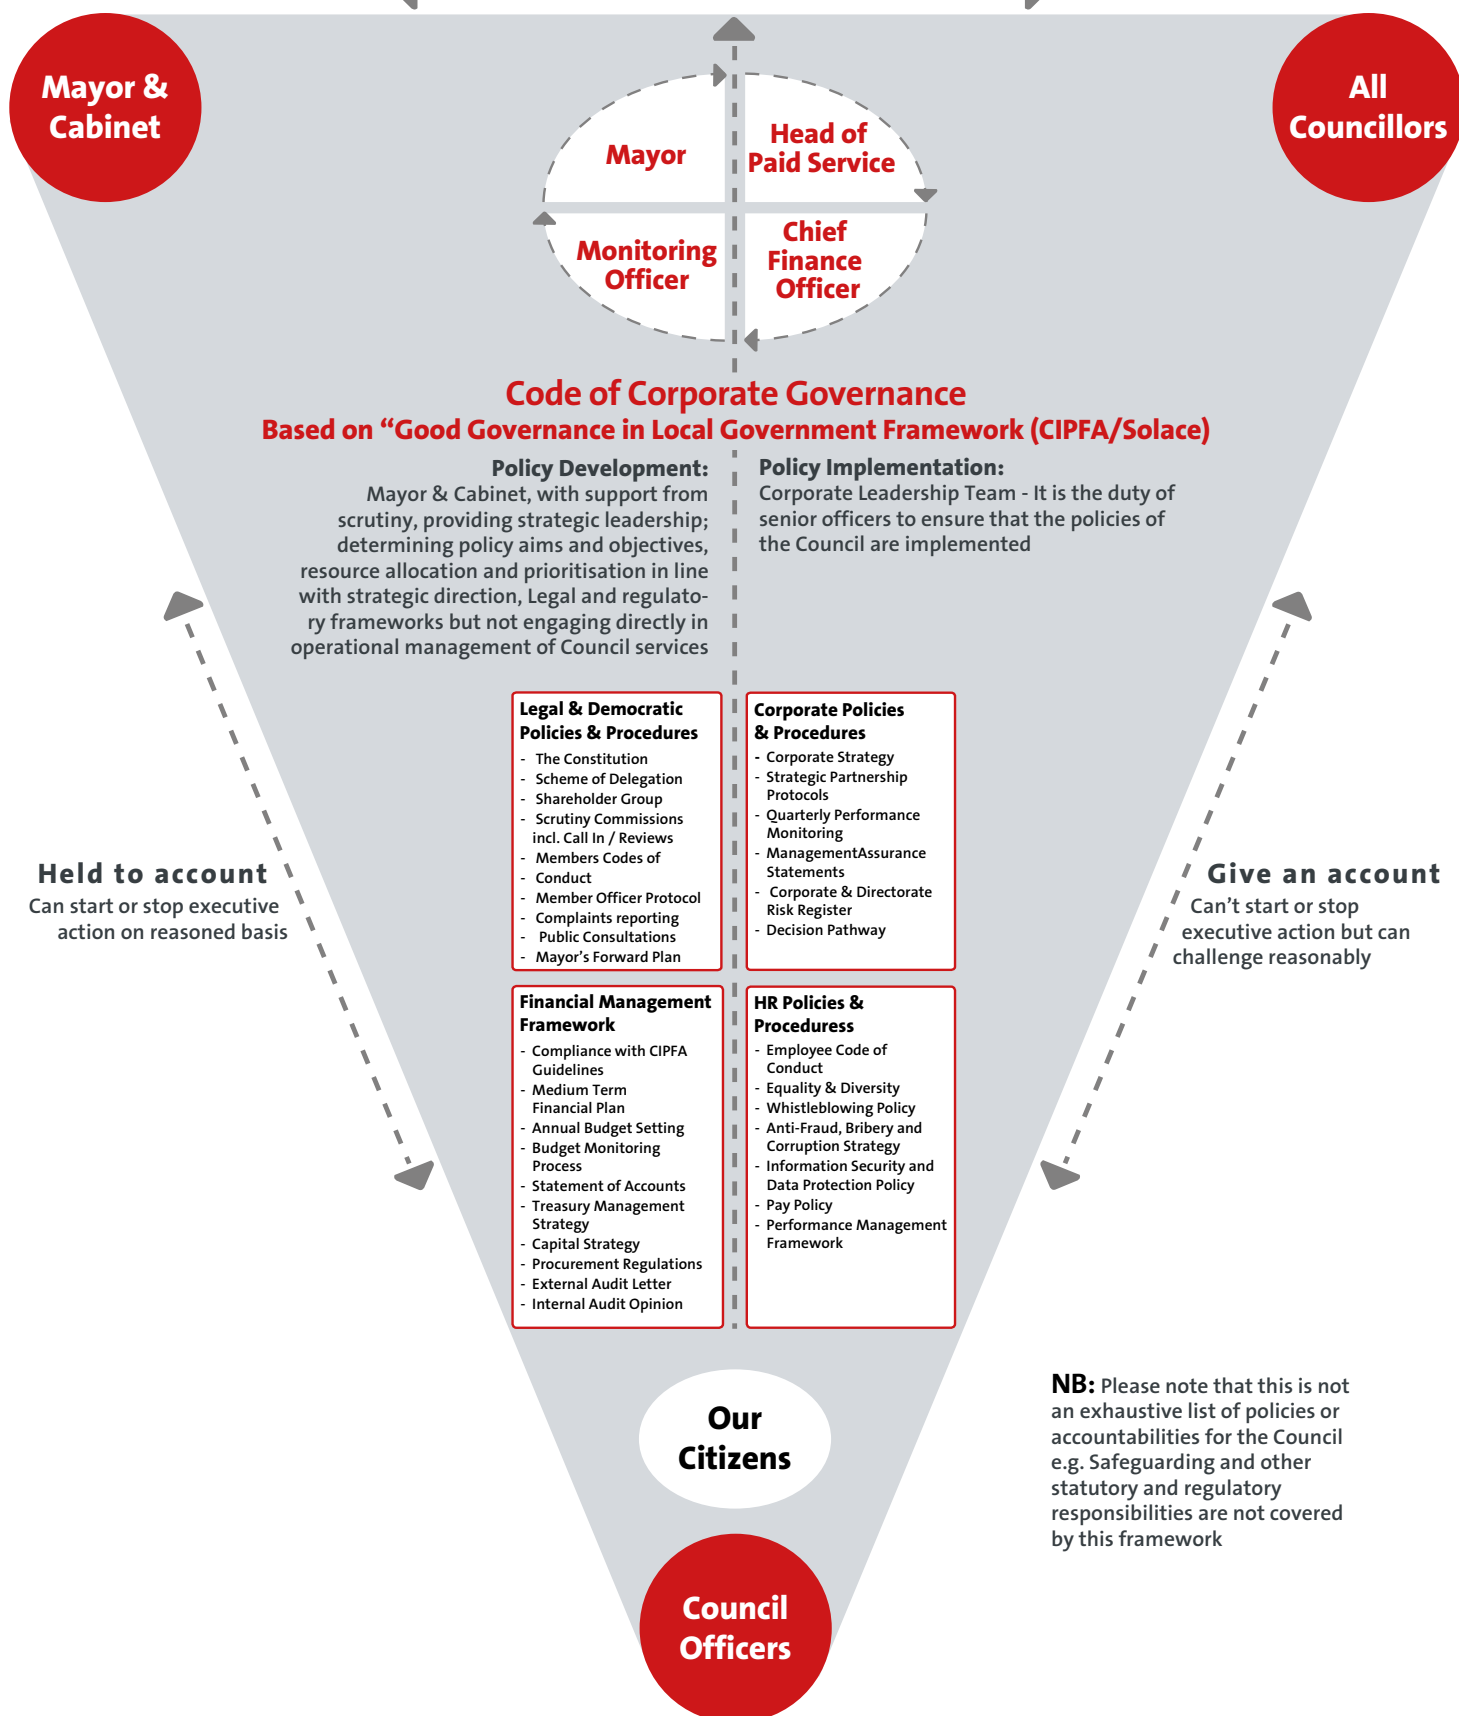 Mayor &
Cabinet
All
Councillors
Mayor
Head of
Paid Service
Monitoring
Officer
Chief
Finance
Officer
Code of Corporate Governance
Based on “Good Governance in Local Government Framework (CIPFA/Solace)
Policy Development:
Mayor & Cabinet, with support from
scrutiny, providing strategic leadership;
determining policy aims and objectives,
resource allocation and prioritisation in line
with strategic direction, Legal and regulato-
ry frameworks but not engaging directly in
operational management of Council services
Policy Implementation:
Corporate Leadership Team - It is the duty of
senior officers to ensure that the policies of
the Council are implemented
Legal & Democratic
Policies & Procedures
- The Constitution
- Scheme of Delegation
- Shareholder Group
- Scrutiny Commissions
incl. Call In / Reviews
- Members Codes of
- Conduct
- Member Officer Protocol
- Complaints reporting
- Public Consultations
- Mayor’s Forward Plan
Corporate Policies
& Procedures
- Corporate Strategy
- Strategic Partnership
Protocols
- Quarterly Performance
Monitoring
- ManagementAssurance
Statements
- Corporate & Directorate
Risk Register
- Decision Pathway
Held to account
Can start or stop executive
action on reasoned basis
Give an account
Can’t start or stop
executive action but can
challenge reasonably
Financial Management
Framework
- Compliance with CIPFA
Guidelines
- Medium Term
Financial Plan
- Annual Budget Setting
- Budget Monitoring
Process
- Statement of Accounts
- Treasury Management
Strategy
- Capital Strategy
- Procurement Regulations
- External Audit Letter
- Internal Audit Opinion
HR Policies &
Proceduress
- Employee Code of
Conduct
- Equality & Diversity
- Whistleblowing Policy
- Anti-Fraud, Bribery and
Corruption Strategy
- Information Security and
Data Protection Policy
- Pay Policy
- Performance Management
Framework
Our
Citizens
NB: Please note that this is not
an exhaustive list of policies or
accountabilities for the Council
e.g. Safeguarding and other
statutory and regulatory
responsibilities are not covered
by this framework
Council
Officers